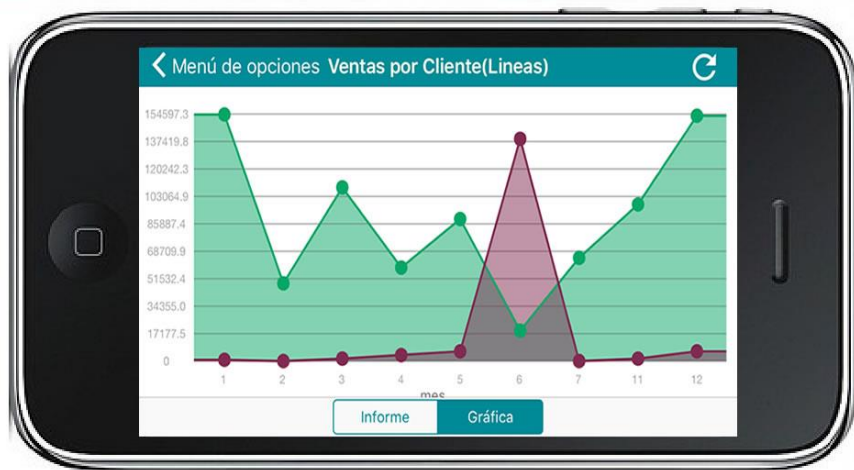 Menú de opciones Ventas por Cliente(Lineas)
154597.3
137419.8
120242.3
103064.9
85887.4
68709.9
51532.4
34355.0
17177.5
0
1 2 3 4 5 6 7 11 12
mes
Informe Gráfica